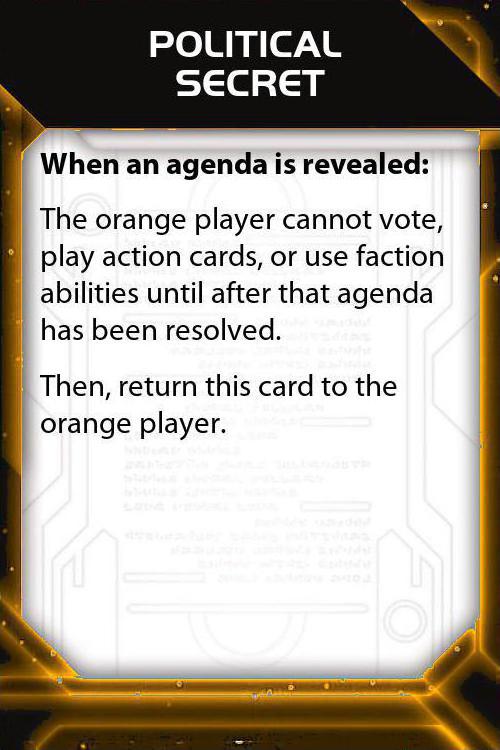 POLITICAL
SECRET
When an agenda is revealed:
The orange player cannot vote,
play action cards, or use faction
abilities until after that agenda
has been resolved.
Then, return this card to the
orange player.